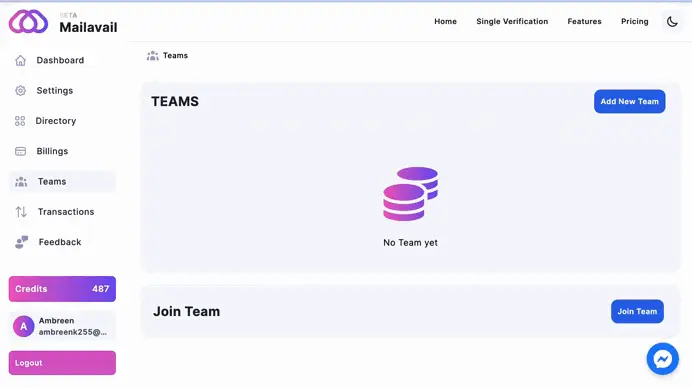 BETA
Mailavail
Home
Single Verification
Features
Pricing
Dashboard
Settings
Directory
Billings
Teams
Transactions
Feedback
Credits 487
A
Ambreen
ambreenk255@...
Logout
Teams
TEAMS
Add New Team
No Team yet
Join Team
Join Team